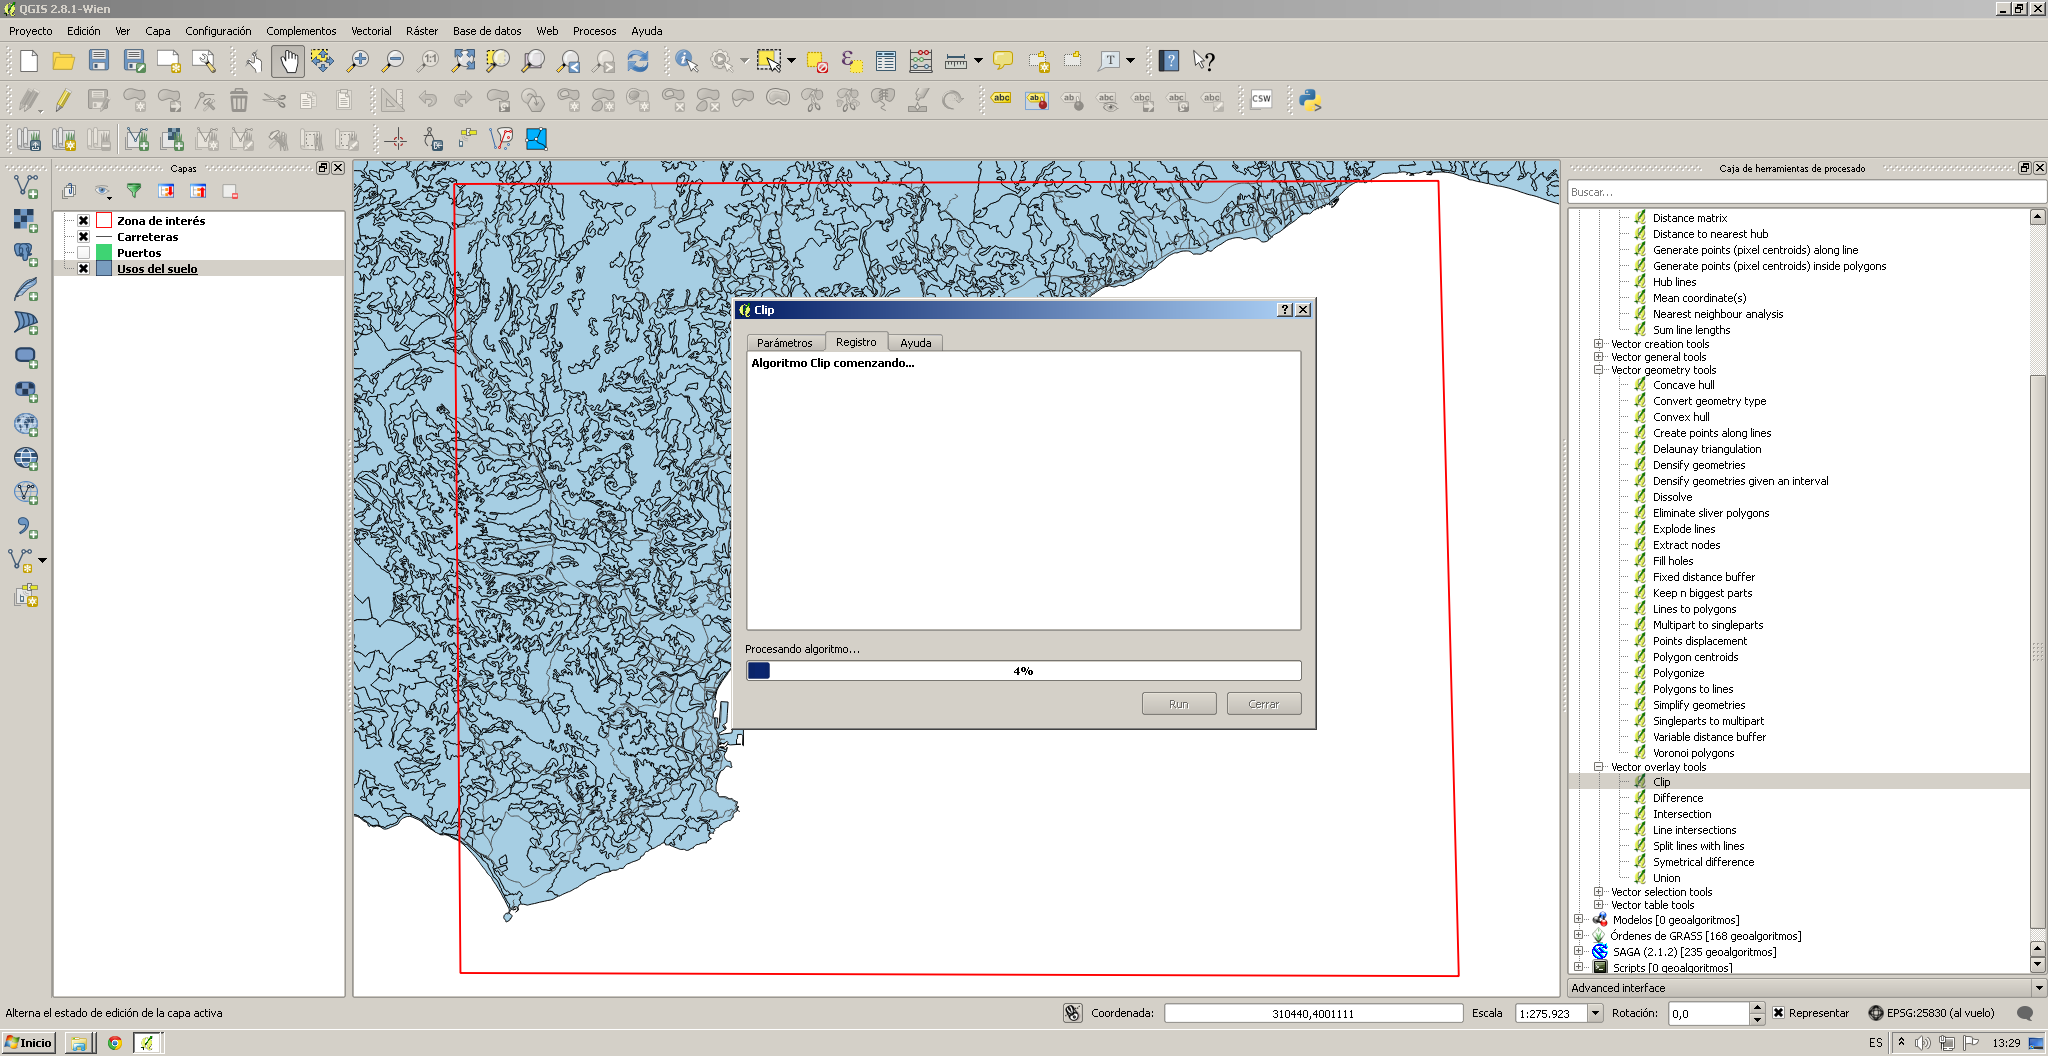 QGIS 2.8.1-Wien
Proyecto Edición Ver Capa Configuración Complementos Vectorial Ráster Base de datos Web Procesos Ayuda
abc
CSW
Capas
Zona de interés
Carreteras
Puertos
Usos del suelo
Clip
Parámetros Registro Ayuda
Algoritmo Clip comenzando...
Procesando algoritmo...
4%
Run Cerrar
Caja de herramientas de procesado
Buscar...
Distance matrix
Distance to nearest hub
Generate points (pixel centroids) along line
Generate points (pixel centroids) inside polygons
Hub lines
Mean coordinate(s)
Nearest neighbour analysis
Sum line lengths
Vector creation tools
Vector general tools
Vector geometry tools
Concave hull
Convert geometry type
Convex hull
Create points along lines
Delaunay triangulation
Densify geometries
Densify geometries given an interval
Dissolve
Eliminate sliver polygons
Explode lines
Extract nodes
Fill holes
Fixed distance buffer
Keep n biggest parts
Lines to polygons
Multipart to singleparts
Points displacement
Polygon centroids
Polygonize
Polygons to lines
Simplify geometries
Singleparts to multipart
Variable distance buffer
Voronoi polygons
Vector overlay tools
Clip
Difference
Intersection
Line intersections
Split lines with lines
Symetrical difference
Union
Vector selection tools
Vector table tools
Modelos [0 geoalgoritmos]
Órdenes de GRASS [168 geoalgoritmos]
SAGA (2.1.2) [235 geoalgoritmos]
Scripts [0 geoalgoritmos]
Advanced interface
Alterna el estado de edición de la capa activa
Coordenada: 310440,4001111 Escala 1:275.923 Rotación: 0,0 Representar EPSG:25830 (al vuelo)
Inicio ES 13:29